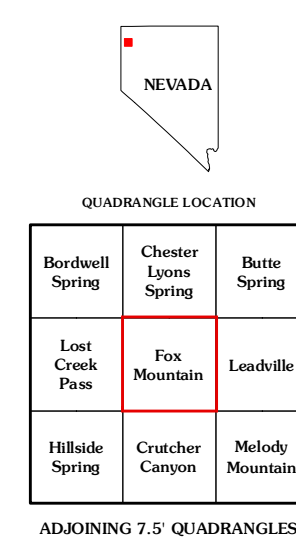 NEVADA
QUADRANGLE LOCATION
Bordwell
Spring
Chester
Lyons
Spring
Butte
Spring
Lost
Creek
Pass
Fox
Mountain
Leadville
Hillside
Spring
Crutcher
Canyon
Melody
Mountain
ADJOINING 7.5' QUADRANGLES